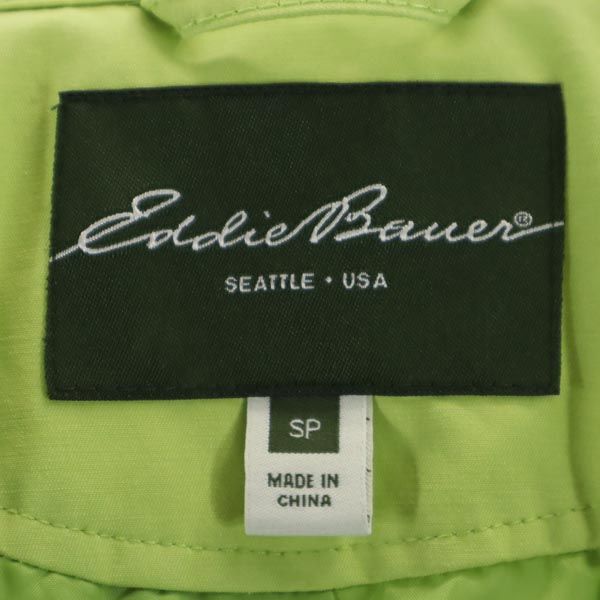 Eddie Bauer®
SEATTLE • USA
SP
MADE IN
CHINA